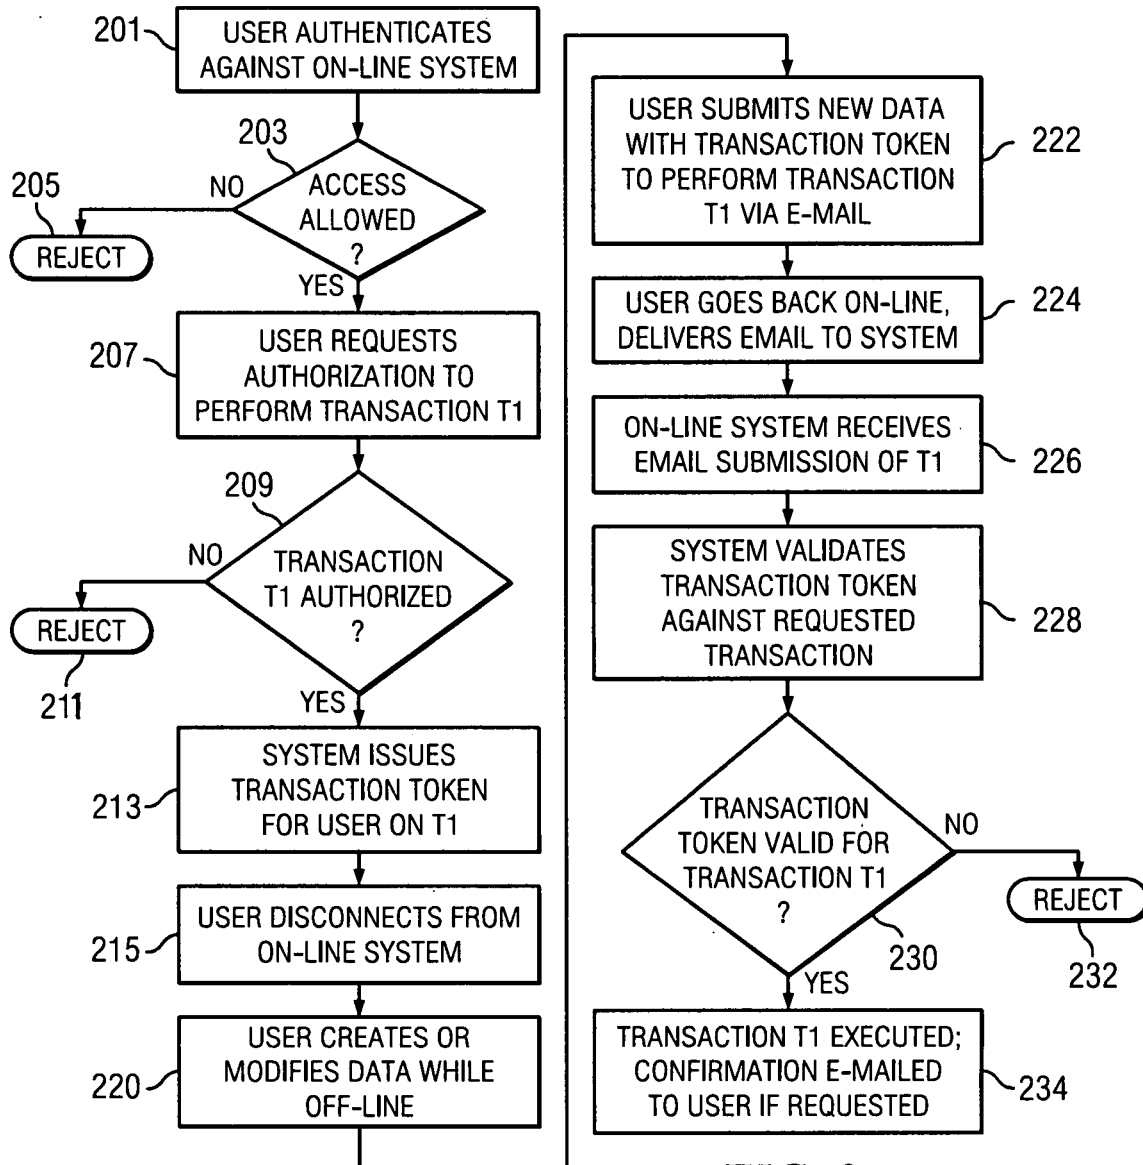 201
USER AUTHENTICATES
AGAINST ON-LINE SYSTEM
203
ACCESS
ALLOWED
?
NO
205
REJECT
YES
207
USER REQUESTS
AUTHORIZATION TO
PERFORM TRANSACTION T1
209
TRANSACTION
T1 AUTHORIZED
?
NO
REJECT
211
YES
213
SYSTEM ISSUES
TRANSACTION TOKEN
FOR USER ON T1
215
USER DISCONNECTS FROM
ON-LINE SYSTEM
220
USER CREATES OR
MODIFIES DATA WHILE
OFF-LINE
USER SUBMITS NEW DATA
WITH TRANSACTION TOKEN
TO PERFORM TRANSACTION
T1 VIA E-MAIL
222
USER GOES BACK ON-LINE,
DELIVERS EMAIL TO SYSTEM
224
ON-LINE SYSTEM RECEIVES
EMAIL SUBMISSION OF T1
226
SYSTEM VALIDATES
TRANSACTION TOKEN
AGAINST REQUESTED
TRANSACTION
228
TRANSACTION
TOKEN VALID FOR
TRANSACTION T1
?
230
NO
REJECT
232
YES
TRANSACTION T1 EXECUTED;
CONFIRMATION E-MAILED
TO USER IF REQUESTED
234